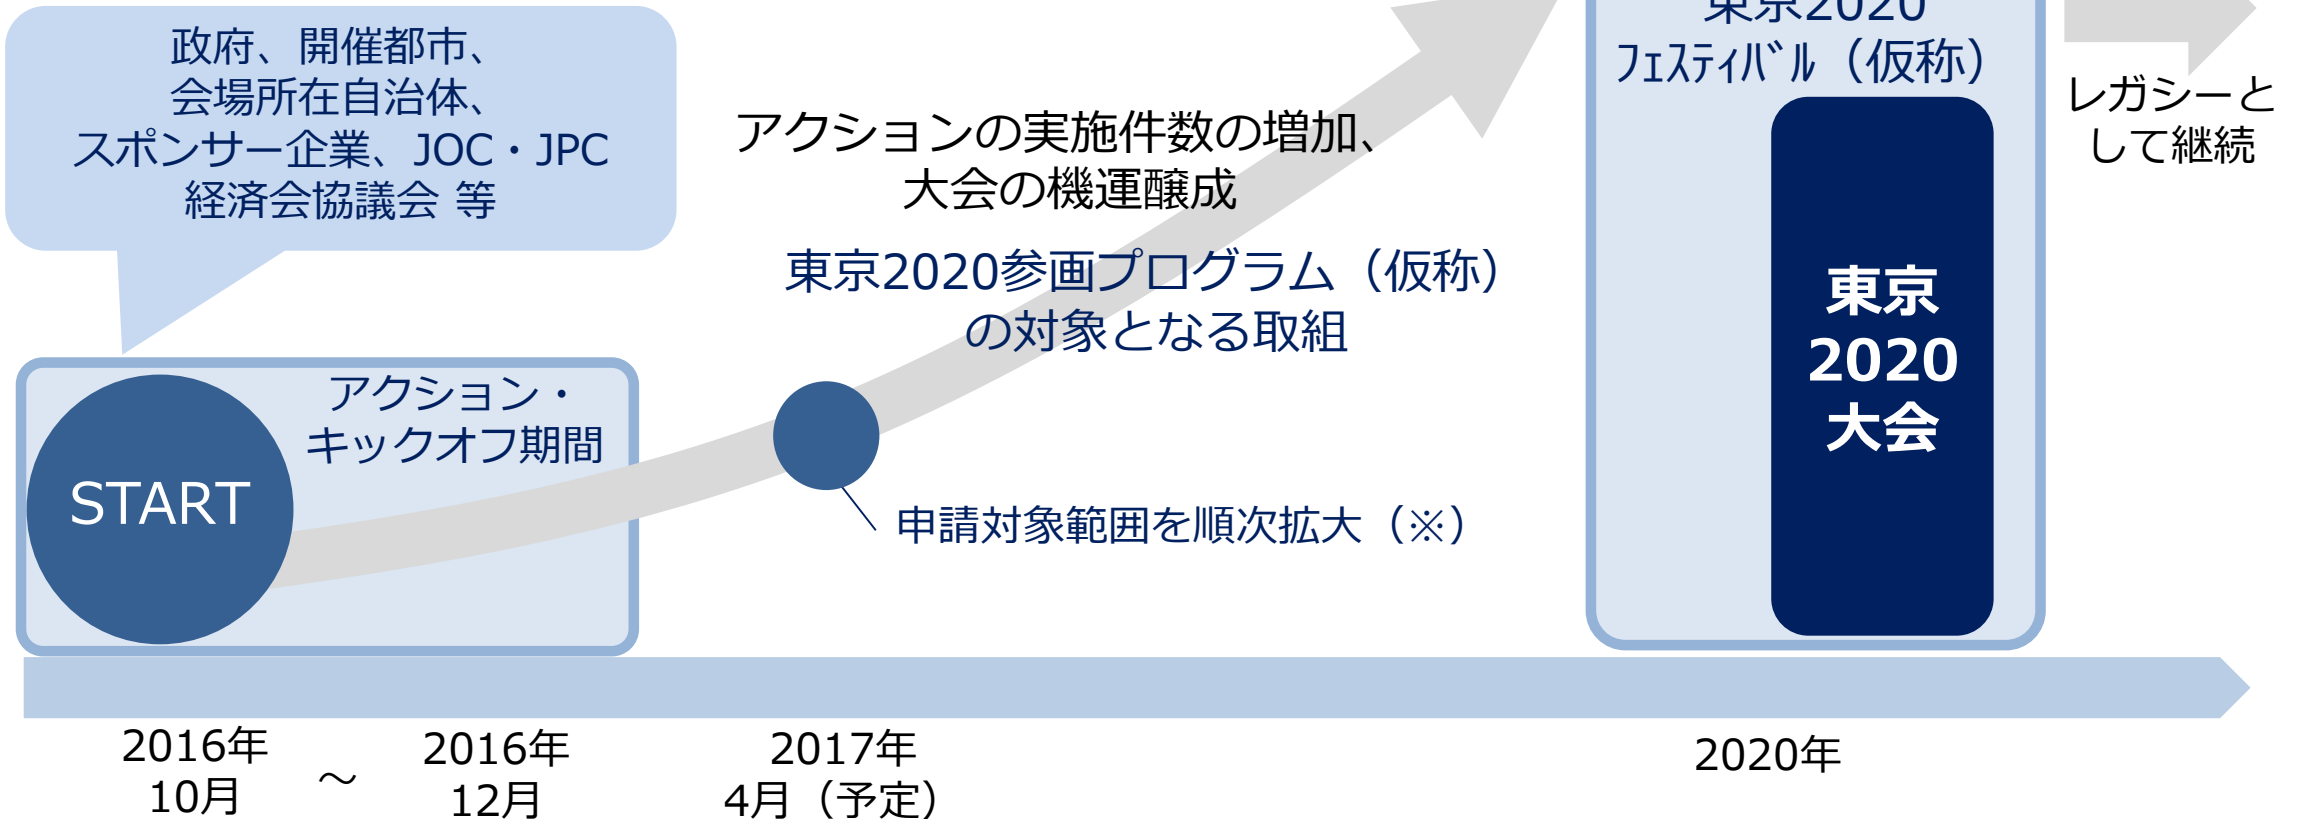 政府、開催都市、
会場所在自治体、
スポンサー企業、JOC・JPC
経済会協議会 等
アクション・
キックオフ期間
START
アクションの実施件数の増加、
大会の機運醸成
東京2020参画プログラム（仮称）
の対象となる取組
申請対象範囲を順次拡大（※）
東京2020
ﾌｪｽﾃｨﾊﾞﾙ（仮称）
東京
2020
大会
レガシーと
して継続
2016年
10月
～
2016年
12月
2017年
4月（予定）
2020年